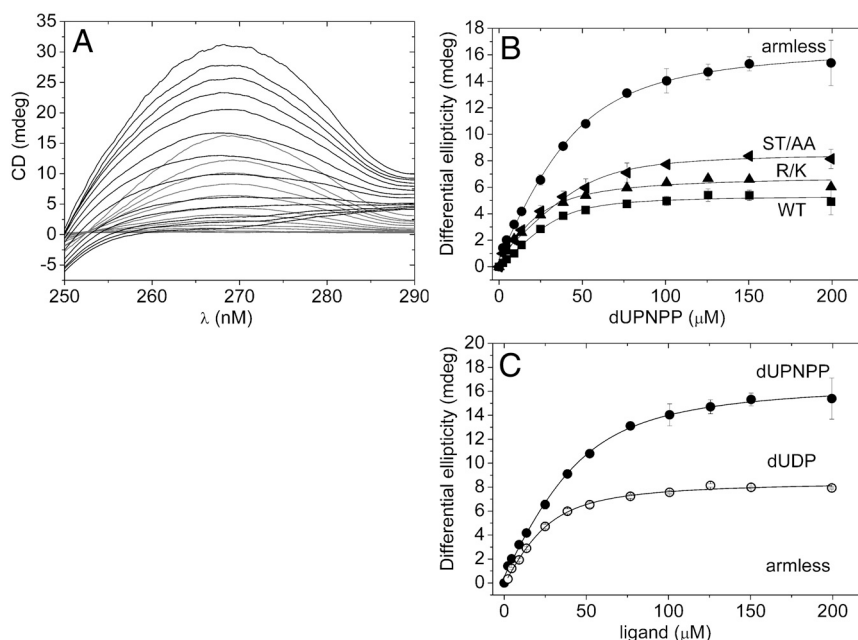 A
CD (mdeg)
35
30
25
20
15
10
5
0
-5
250
260
270
280
290
λ (nM)
B
Differential ellipticity (mdeg)
18
16
14
12
10
8
6
4
2
0
armless
ST/AA
R/K
WT
0
50
100
150
200
dUPNPP (μM)
C
Differential ellipticity (mdeg)
20
18
16
14
12
10
8
6
4
2
0
dUPNPP
dUDP
armless
0
50
100
150
200
ligand (μM)